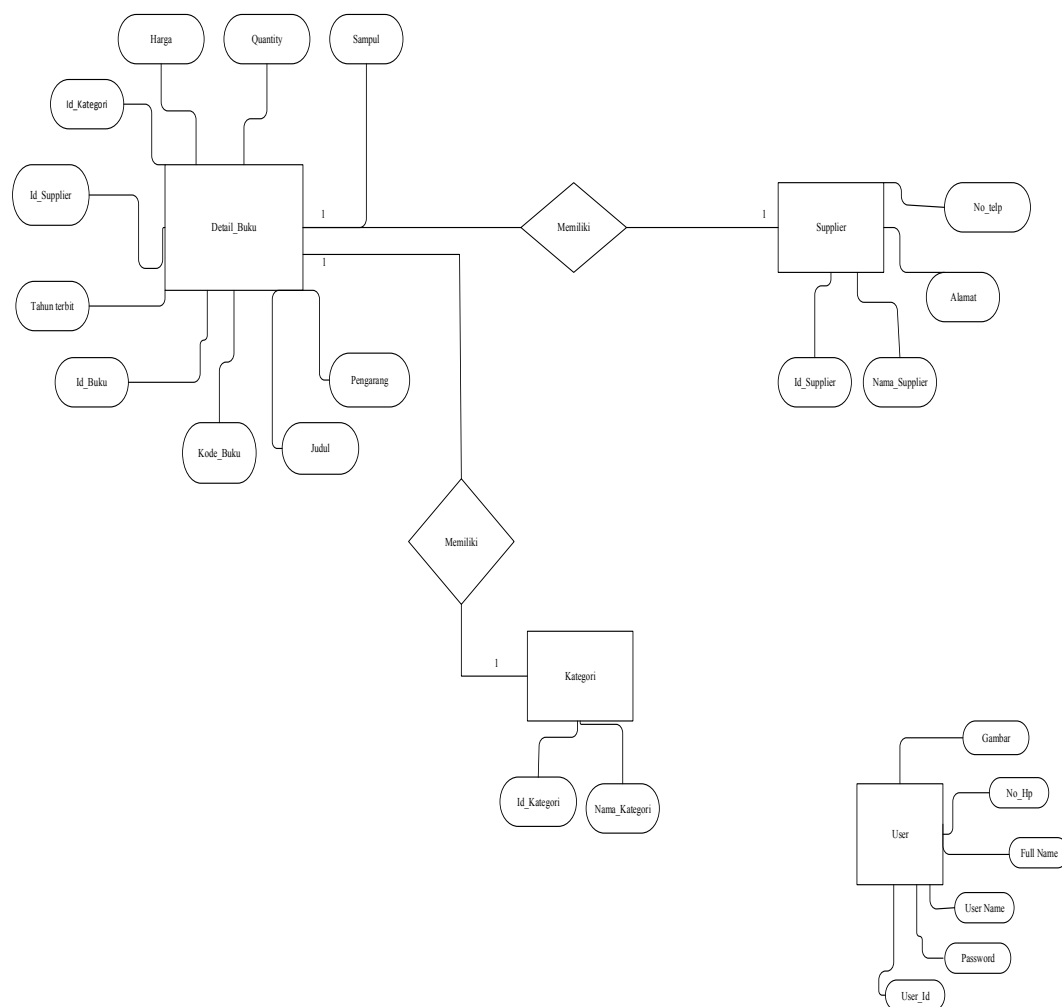 Harga
Quantity
Sampul
Id_Kategori
Id_Supplier
Detail_Buku
1
Memiliki
1
Supplier
No_telp
1
Tahun terbit
Alamat
Id_Buku
Pengarang
Id_Supplier
Nama_Supplier
Kode_Buku
Judul
Memiliki
1
Kategori
Gambar
Id_Kategori
Nama_Kategori
No_Hp
User
Full Name
User Name
Password
User_Id